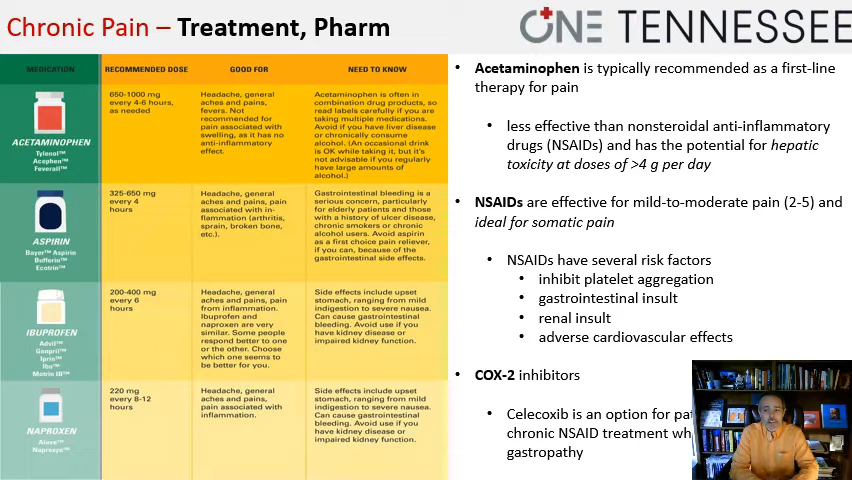 Chronic Pain – Treatment, Pharm
ONE TENNESSEE
MEDICATION
RECOMMENDED DOSE
GOOD FOR
NEED TO KNOW
ACETAMINOPHEN
Tylenol™
Acephen™
Feverall™
650-1000 mg
every 4-6 hours,
as needed
Headache, general
aches and pains,
fevers. Not
recommended for
pain associated with
swelling, as it has no
anti-inflammatory
effect.
Acetaminophen is often in
combination drug products, so
read labels carefully if you are
taking multiple medications.
Avoid if you have liver disease
or chronically consume
alcohol. (An occasional drink
is OK while taking it, but it's
not advisable if you regularly
have large amounts of
alcohol.)
ASPIRIN
Bayer™ Aspirin
Bufferin™
Ecotrin™
325-650 mg
every 4
hours
Headache, general
aches and pains, pain
associated with in-
flammation (arthritis,
sprain, broken bone,
etc.).
Gastrointestinal bleeding is a
serious concern, particularly
for elderly patients and those
with a history of ulcer disease,
chronic smokers or chronic
alcohol users. Avoid aspirin
as a first choice pain reliever,
if you can, because of the
gastrointestinal side effects.
IBUPROFEN
Advil™
Genpril™
Iprin™
Ibu™
Motrin IB™
200-400 mg
every 6
hours
Headache, general
aches and pains, pain
from inflammation.
Ibuprofen and
naproxen are very
similar. Some people
respond better to one
or the other. Choose
which one seems to
be better for you.
Side effects include upset
stomach, ranging from mild
indigestion to severe nausea.
Can cause gastrointestinal
bleeding. Avoid use if you
have kidney disease or
impaired kidney function.
NAPROXEN
Aleve™
Naprosyn™
220 mg
every 8-12
hours
Headache, general
aches and pains,
pain associated with
inflammation.
Side effects include upset
stomach, ranging from mild
indigestion to severe nausea.
Can cause gastrointestinal
bleeding. Avoid use if you
have kidney disease or
impaired kidney function.
• Acetaminophen is typically recommended as a first-line
therapy for pain
• less effective than nonsteroidal anti-inflammatory
drugs (NSAIDs) and has the potential for hepatic
toxicity at doses of >4 g per day
• NSAIDs are effective for mild-to-moderate pain (2-5) and
ideal for somatic pain
• NSAIDs have several risk factors
• inhibit platelet aggregation
• gastrointestinal insult
• renal insult
• adverse cardiovascular effects
• COX-2 inhibitors
• Celecoxib is an option for pat
chronic NSAID treatment wh
gastropathy